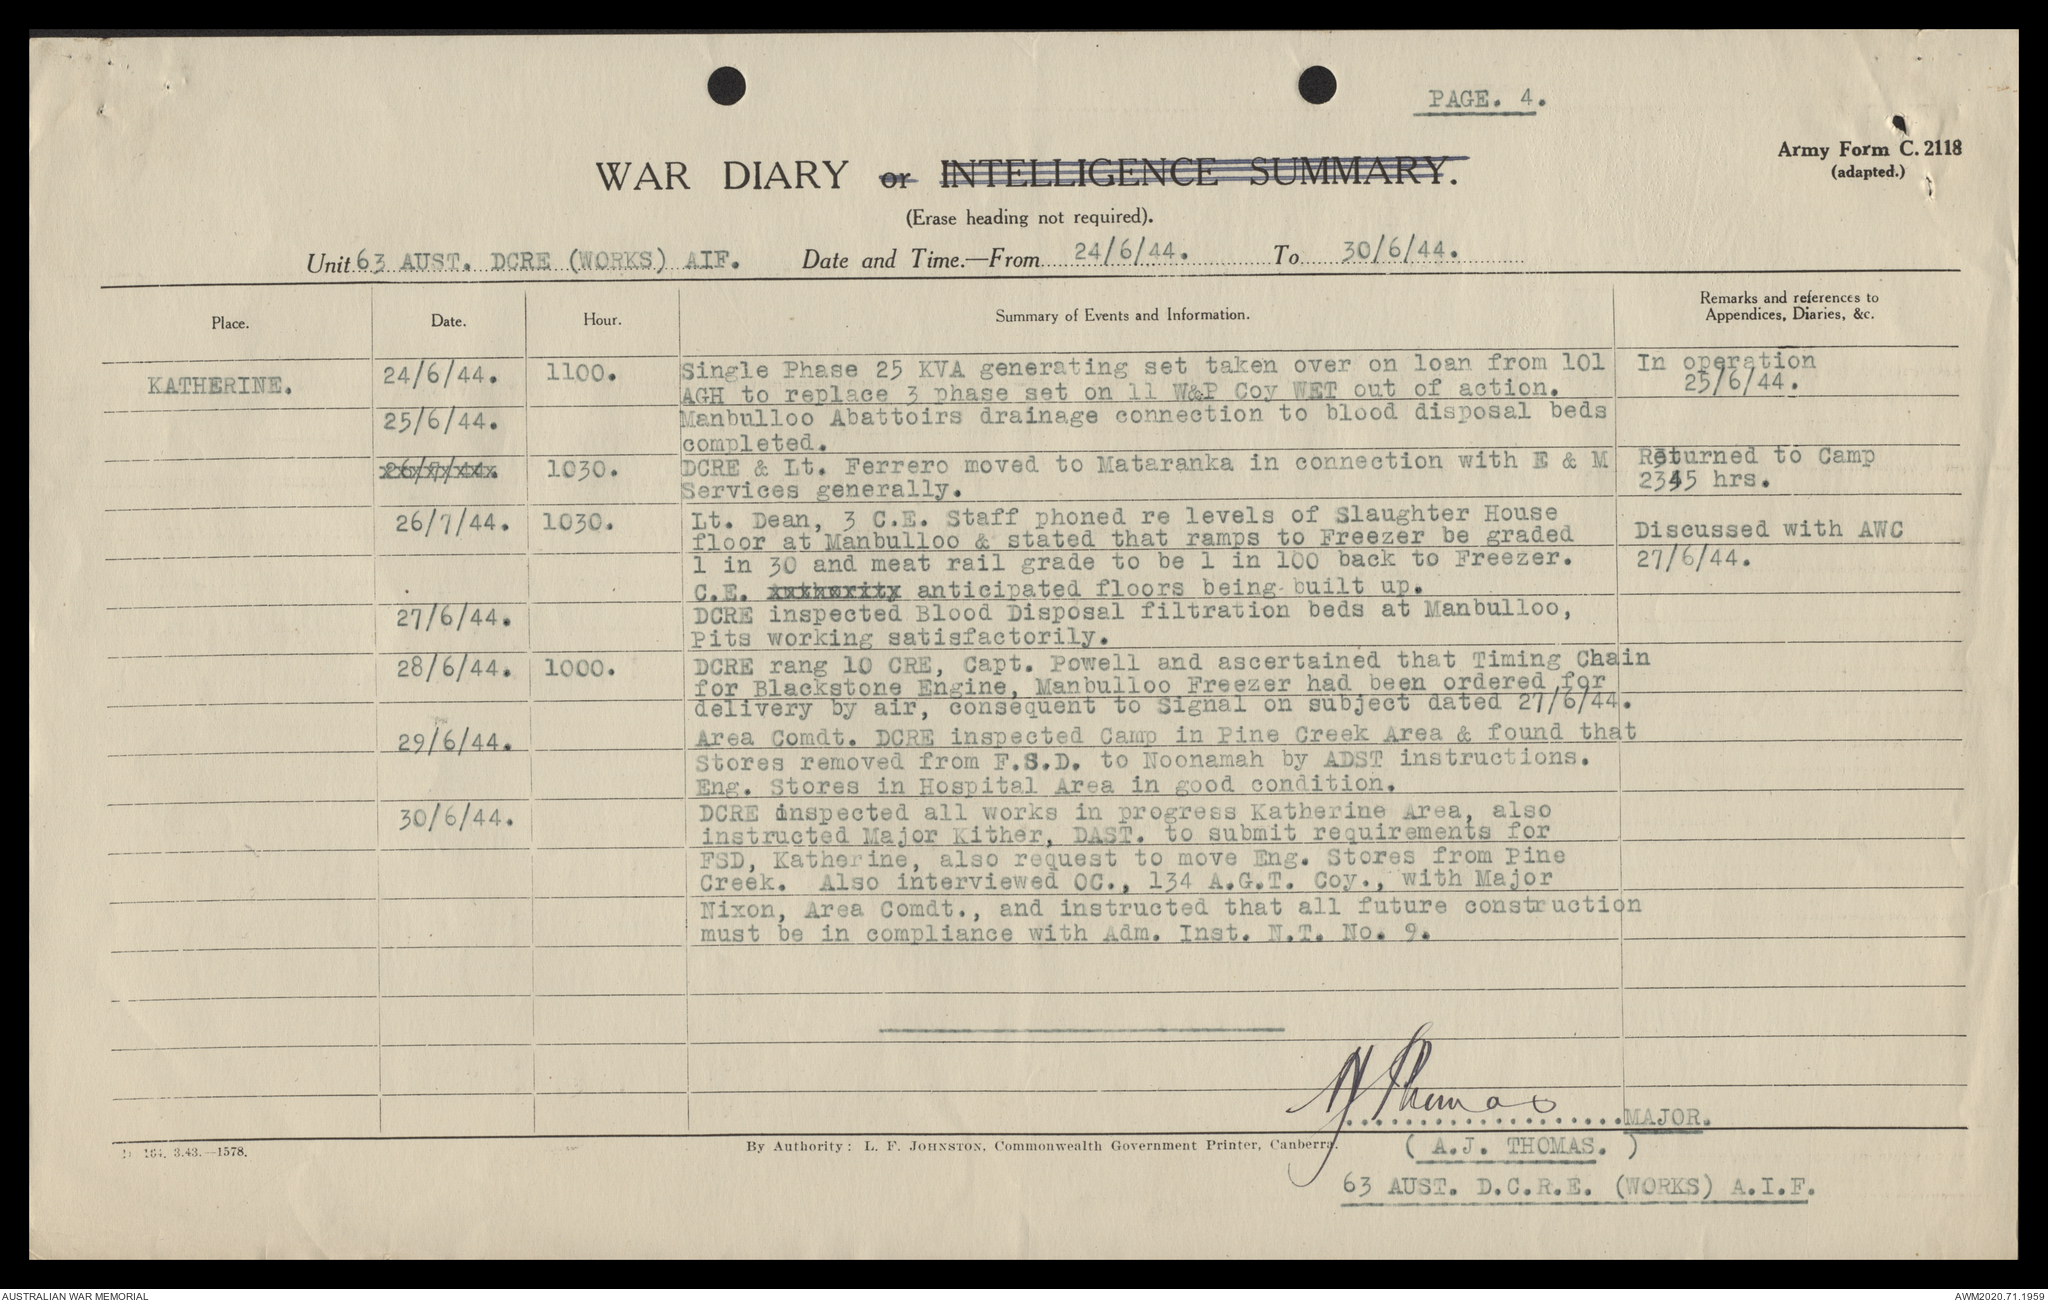 PAGE. 4.
Army Form C. 2118
(adapted.)
WAR DIARY or INTELLIGENCE SUMMARY.
(Erase heading not required).
Unit 63 AUST. DCRE (WORKS) AIF. Date and Time.—From 24/6/44. To 30/6/44.
Place. Date. Hour. Summary of Events and Information. Remarks and references to
Appendices, Diaries, &c.
KATHERINE. 24/6/44. 1100. Single Phase 25 KVA generating set taken over on loan from 101 In operation
AGH to replace 3 phase set on 11 W&P Coy WET out of action. 25/6/44.
25/6/44. Manbulloo Abattoirs drainage connection to blood disposal beds
completed.
26/7/44. 1030. DCRE & Lt. Ferrero moved to Mataranka in connection with E & M Returned to Camp
Services generally. 2345 hrs.
26/7/44. 1030. Lt. Dean, 3 C.E. Staff phoned re levels of Slaughter House
floor at Manbulloo & stated that ramps to Freezer be graded Discussed with AWC
1 in 30 and meat rail grade to be 1 in 100 back to Freezer. 27/6/44.
C.E. authority anticipated floors being built up.
27/6/44. DCRE inspected Blood Disposal filtration beds at Manbulloo,
Pits working satisfactorily.
28/6/44. 1000. DCRE rang 10 CRE, Capt. Powell and ascertained that Timing Chain
for Blackstone Engine, Manbulloo Freezer had been ordered for
delivery by air, consequent to Signal on subject dated 27/6/44.
29/6/44. Area Comdt. DCRE inspected Camp in Pine Creek Area & found that
Stores removed from F.S.D. to Noonamah by ADST instructions.
Eng. Stores in Hospital Area in good condition.
30/6/44. DCRE inspected all works in progress Katherine Area, also
instructed Major Kither, DAST. to submit requirements for
FSD, Katherine, also request to move Eng. Stores from Pine
Creek. Also interviewed OC., 134 A.G.T. Coy., with Major
Nixon, Area Comdt., and instructed that all future construction
must be in compliance with Adm. Inst. N.T. No. 9.
AJ Thomas MAJOR.
164. 3.43.—1578. By Authority: L. F. JOHNSTON, Commonwealth Government Printer, Canberra.
( A.J. THOMAS. )
63 AUST. D.C.R.E. (WORKS) A.I.F.
AUSTRALIAN WAR MEMORIAL AWM2020.71.1959